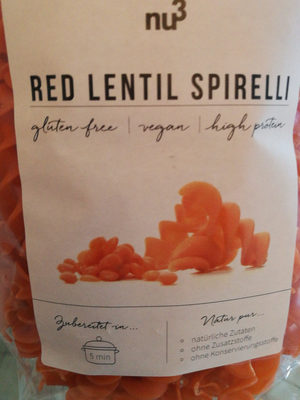 nu³
RED LENTIL SPIRELLI
gluten free | vegan | high protein
Zubereitet in...
5 min
Natur pur...
natürliche Zutaten
ohne Zusatzstoffe
ohne Konservierungsstoffe